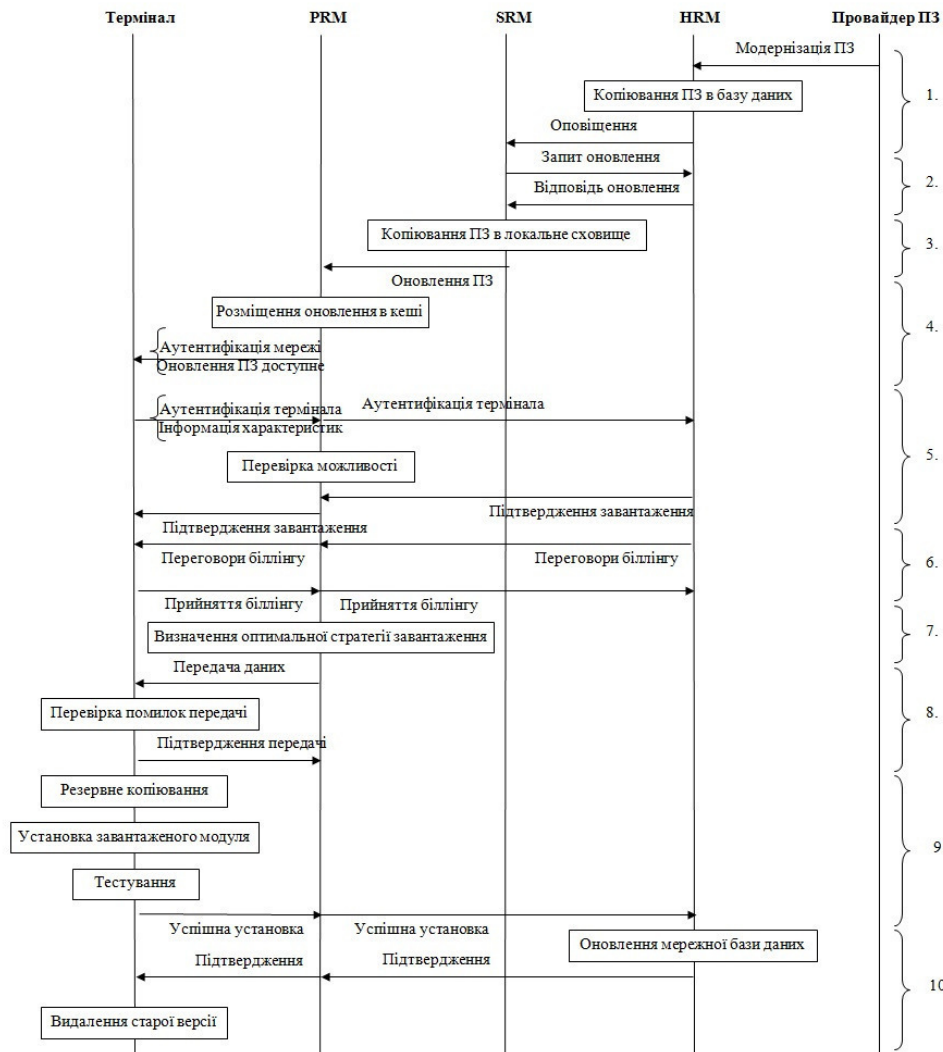 Термінал PRM SRM HRM Провайдер ПЗ
Модернізація ПЗ
Копіювання ПЗ в базу даних
1.
Оповіщення
Запит оновлення
2.
Відповідь оновлення
Копіювання ПЗ в локальне сховище
3.
Оновлення ПЗ
Розміщення оновлення в кеші
4.
Аутентифікація мережі
Оновлення ПЗ доступне
Аутентифікація термінала
Аутентифікація термінала
Інформація характеристик
5.
Перевірка можливості
Підтвердження завантаження
Підтвердження завантаження
Переговори біллінгу Переговори біллінгу
6.
Прийняття біллінгу Прийняття біллінгу
7.
Визначення оптимальної стратегії завантаження
Передача даних
Перевірка помилок передачі
8.
Підтвердження передачі
Резервне копіювання
Установка завантаженого модуля
9
Тестування
Успішна установка Успішна установка
Оновлення мережної бази даних
Підтвердження Підтвердження
10
Видалення старої версії